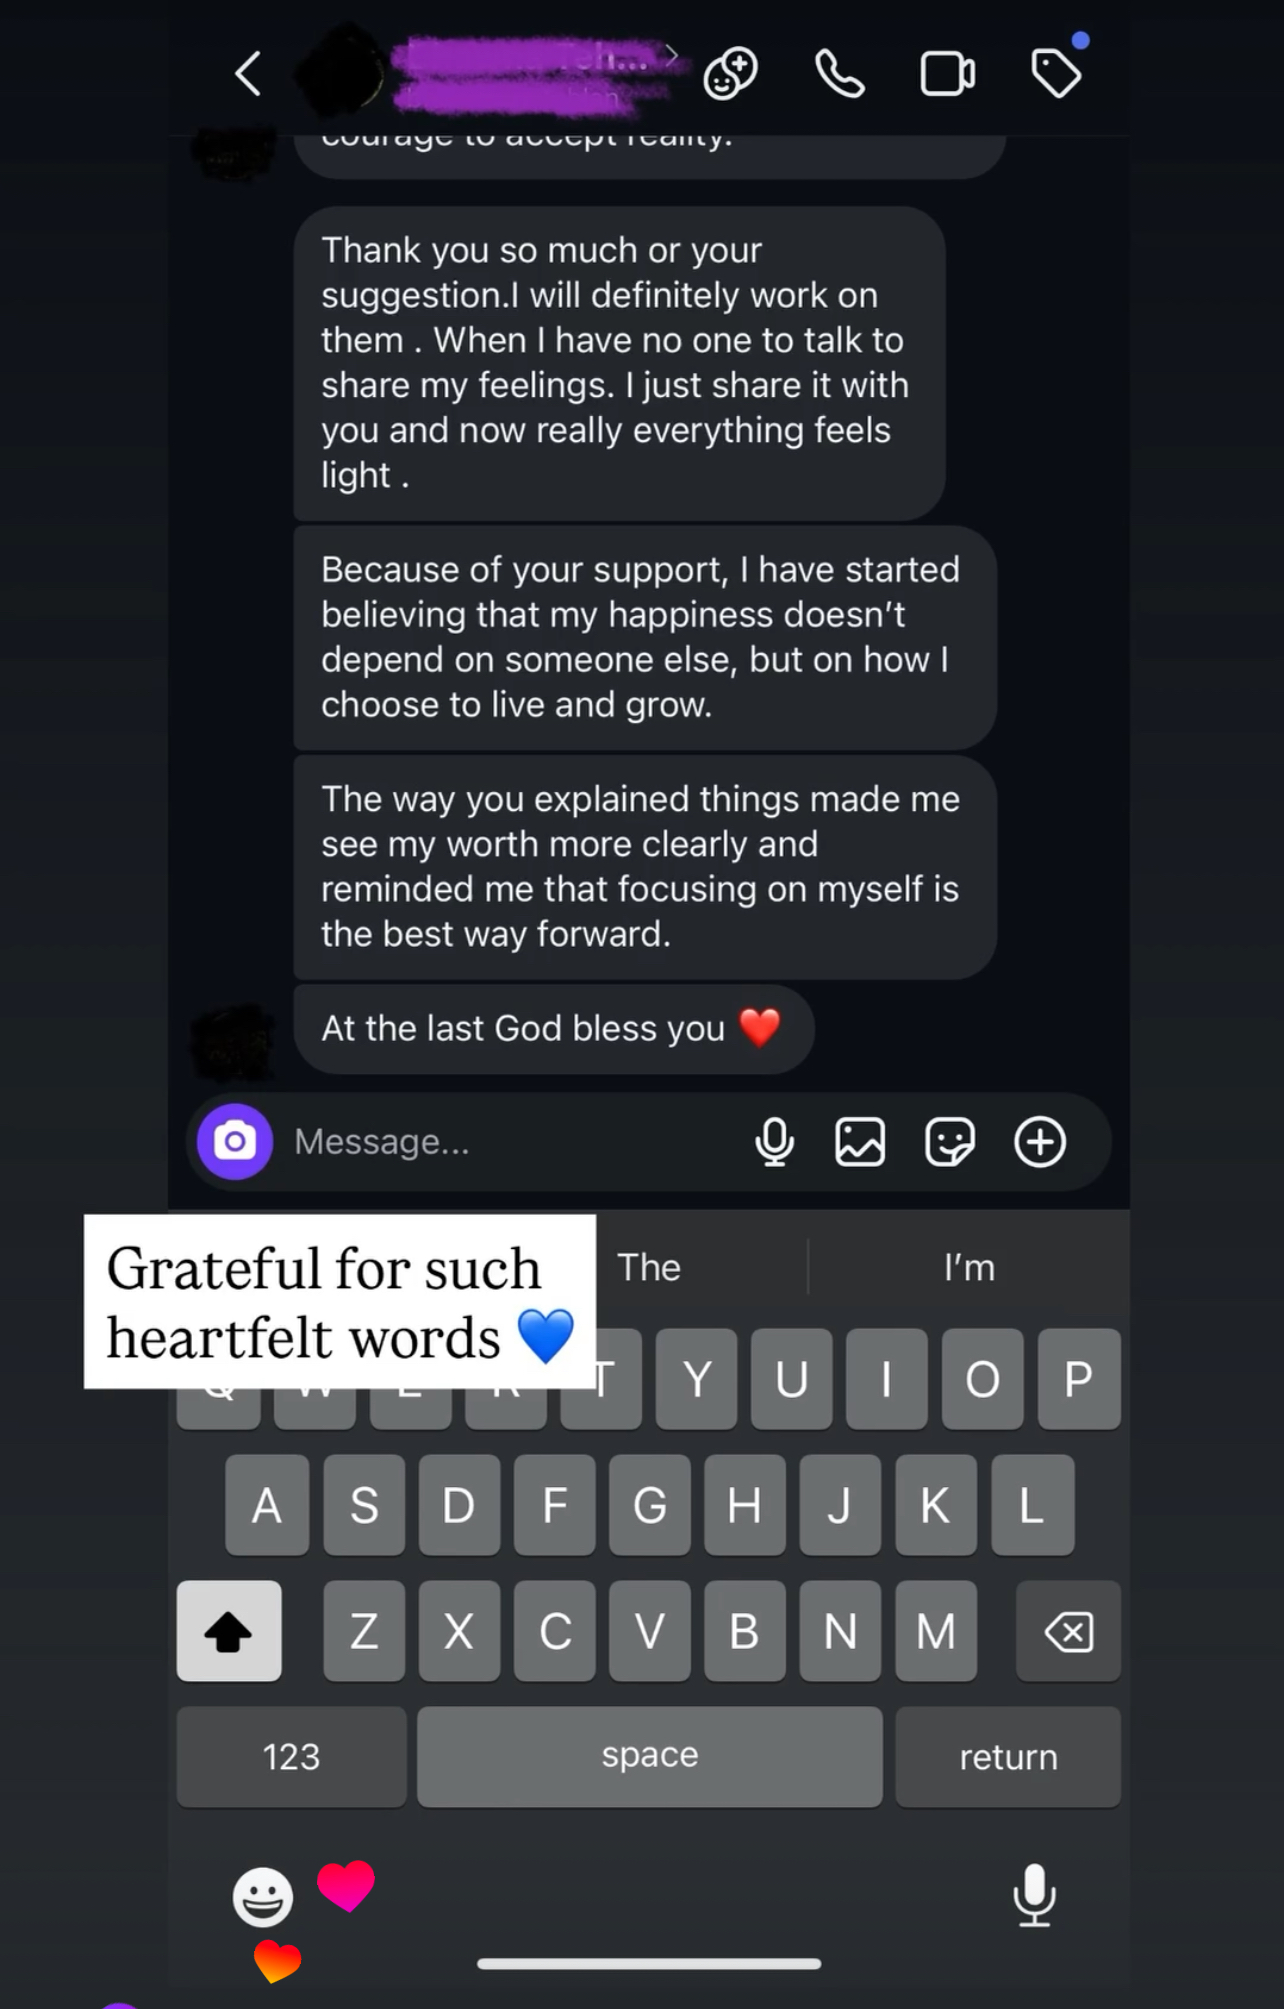 courage to accept reality.
Thank you so much or your
suggestion.I will definitely work on
them . When I have no one to talk to
share my feelings. I just share it with
you and now really everything feels
light .
Because of your support, I have started
believing that my happiness doesn't
depend on someone else, but on how I
choose to live and grow.
The way you explained things made me
see my worth more clearly and
reminded me that focusing on myself is
the best way forward.
At the last God bless you ❤️
Message...
Grateful for such
heartfelt words 💙
The I'm
Q W E R T Y U I O P
A S D F G H J K L
Z X C V B N M
123 space return